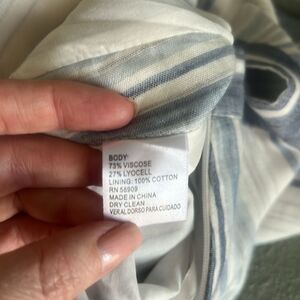 BODY:
73% VISCOSE
27% LYOCELL
LINING: 100% COTTON
RN 56909
MADE IN CHINA
DRY CLEAN
VER AL DORSO PARA CUIDADO